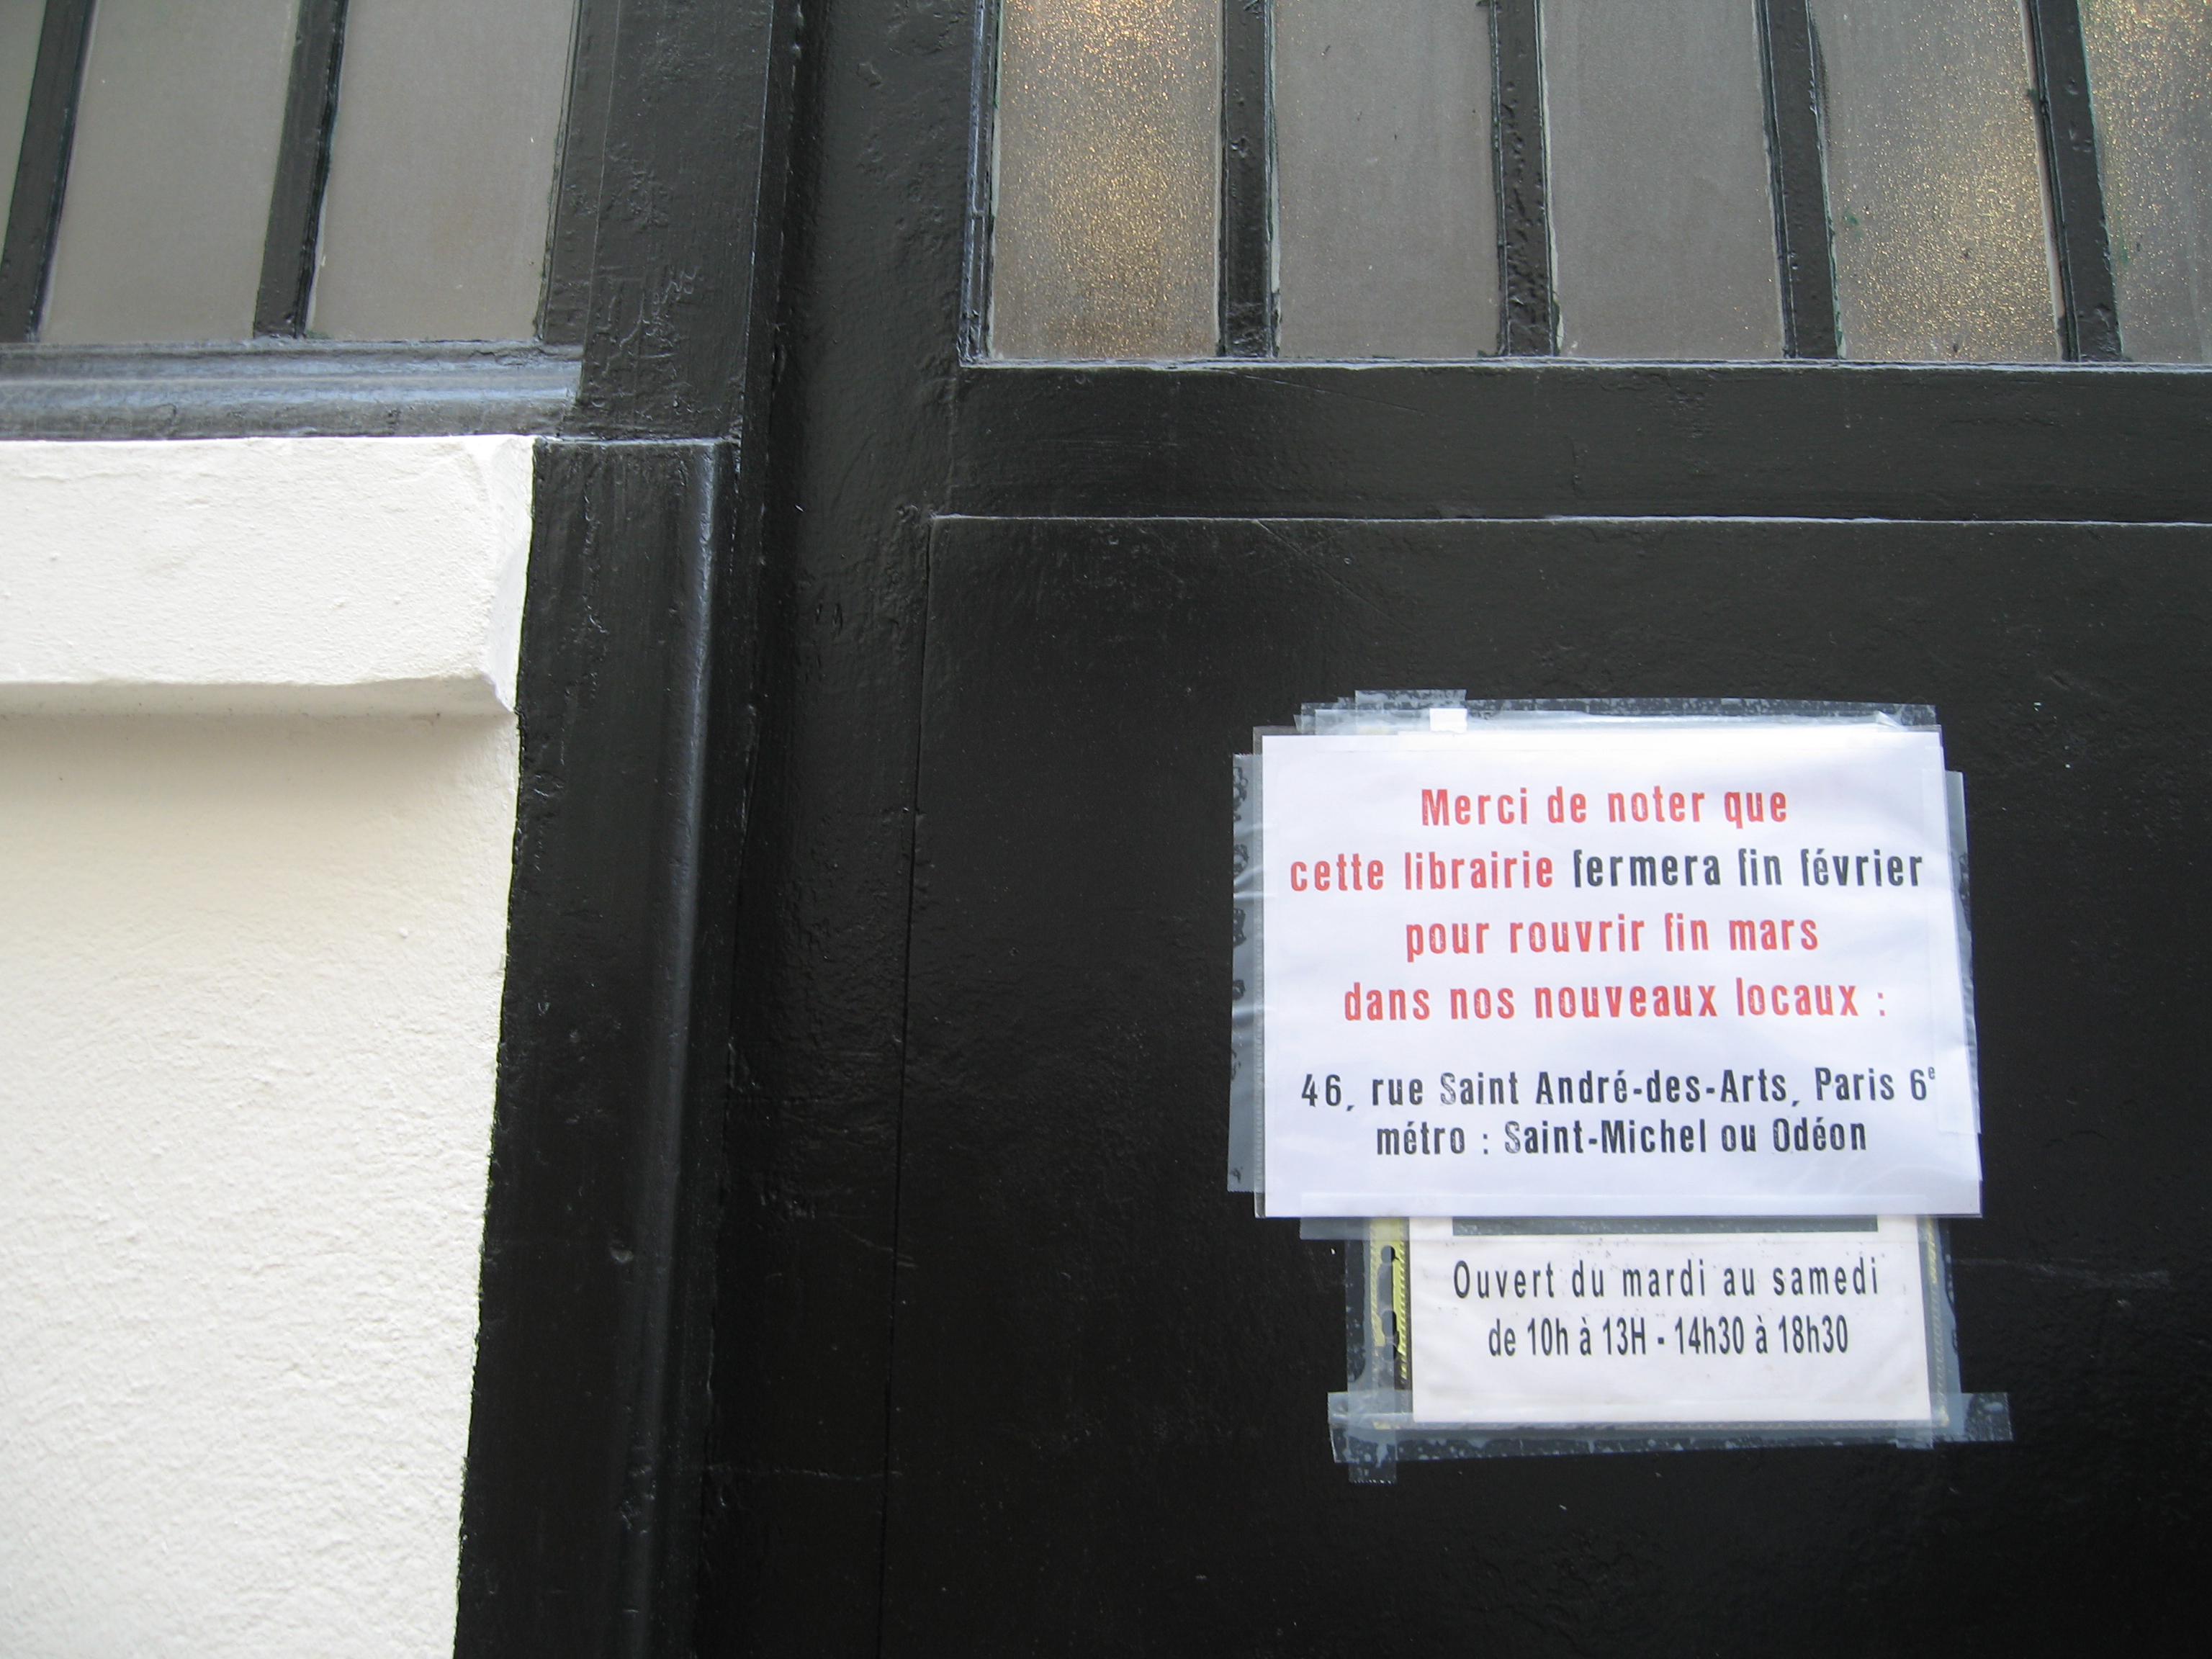 Merci de noter que
cette librairie fermera fin février
pour rouvrir fin mars
dans nos nouveaux locaux :
46, rue Saint André-des-Arts, Paris 6e
métro : Saint-Michel ou Odéon
Ouvert du mardi au samedi
de 10h à 13H - 14h30 à 18h30